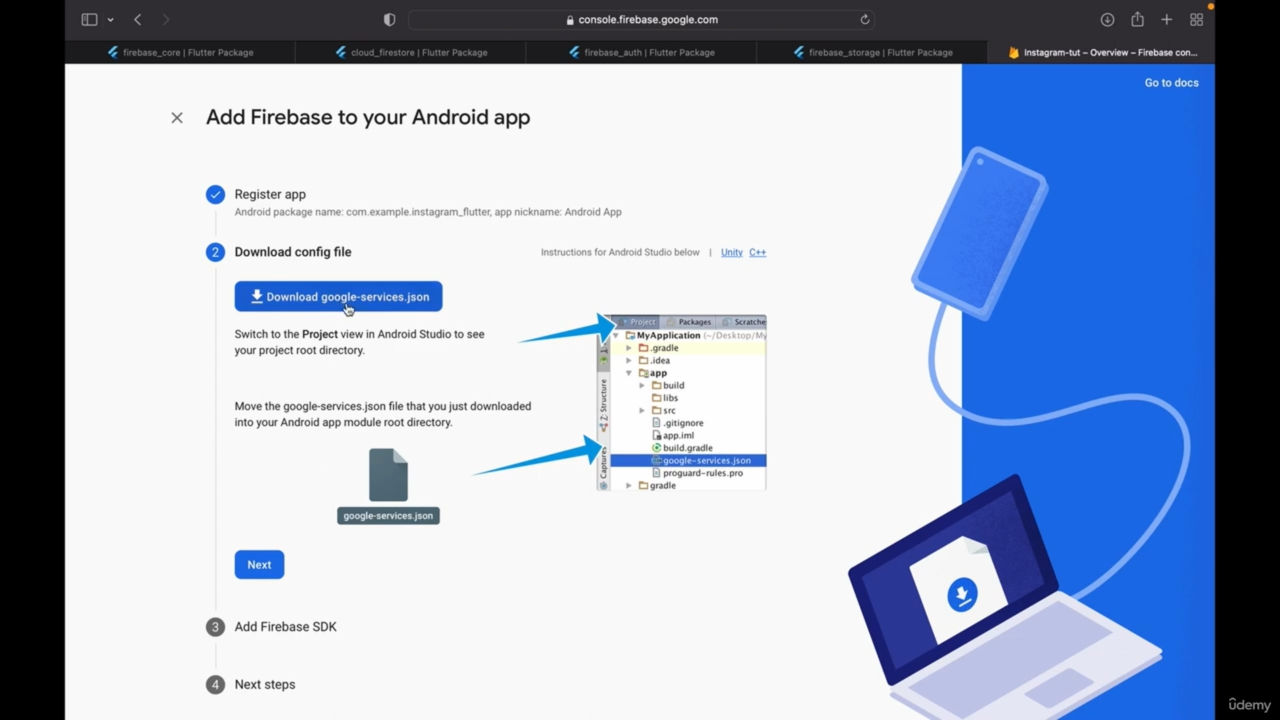 console.firebase.google.com
firebase_core | Flutter Package
cloud_firestore | Flutter Package
firebase_auth | Flutter Package
firebase_storage | Flutter Package
Instagram-tut – Overview – Firebase con...
Go to docs
Add Firebase to your Android app
Register app
Android package name: com.example.instagram_flutter, app nickname: Android App
2
Download config file
Instructions for Android Studio below | Unity C++
Download google-services.json
Switch to the Project view in Android Studio to see
your project root directory.
Move the google-services.json file that you just downloaded
into your Android app module root directory.
google-services.json
Project
Packages
Scratche
MyApplication (~/Desktop/My
.gradle
.idea
app
build
libs
src
.gitignore
app.iml
build.gradle
google-services.json
proguard-rules.pro
gradle
Z: Structure
Captures
Next
3
Add Firebase SDK
4
Next steps
udemy